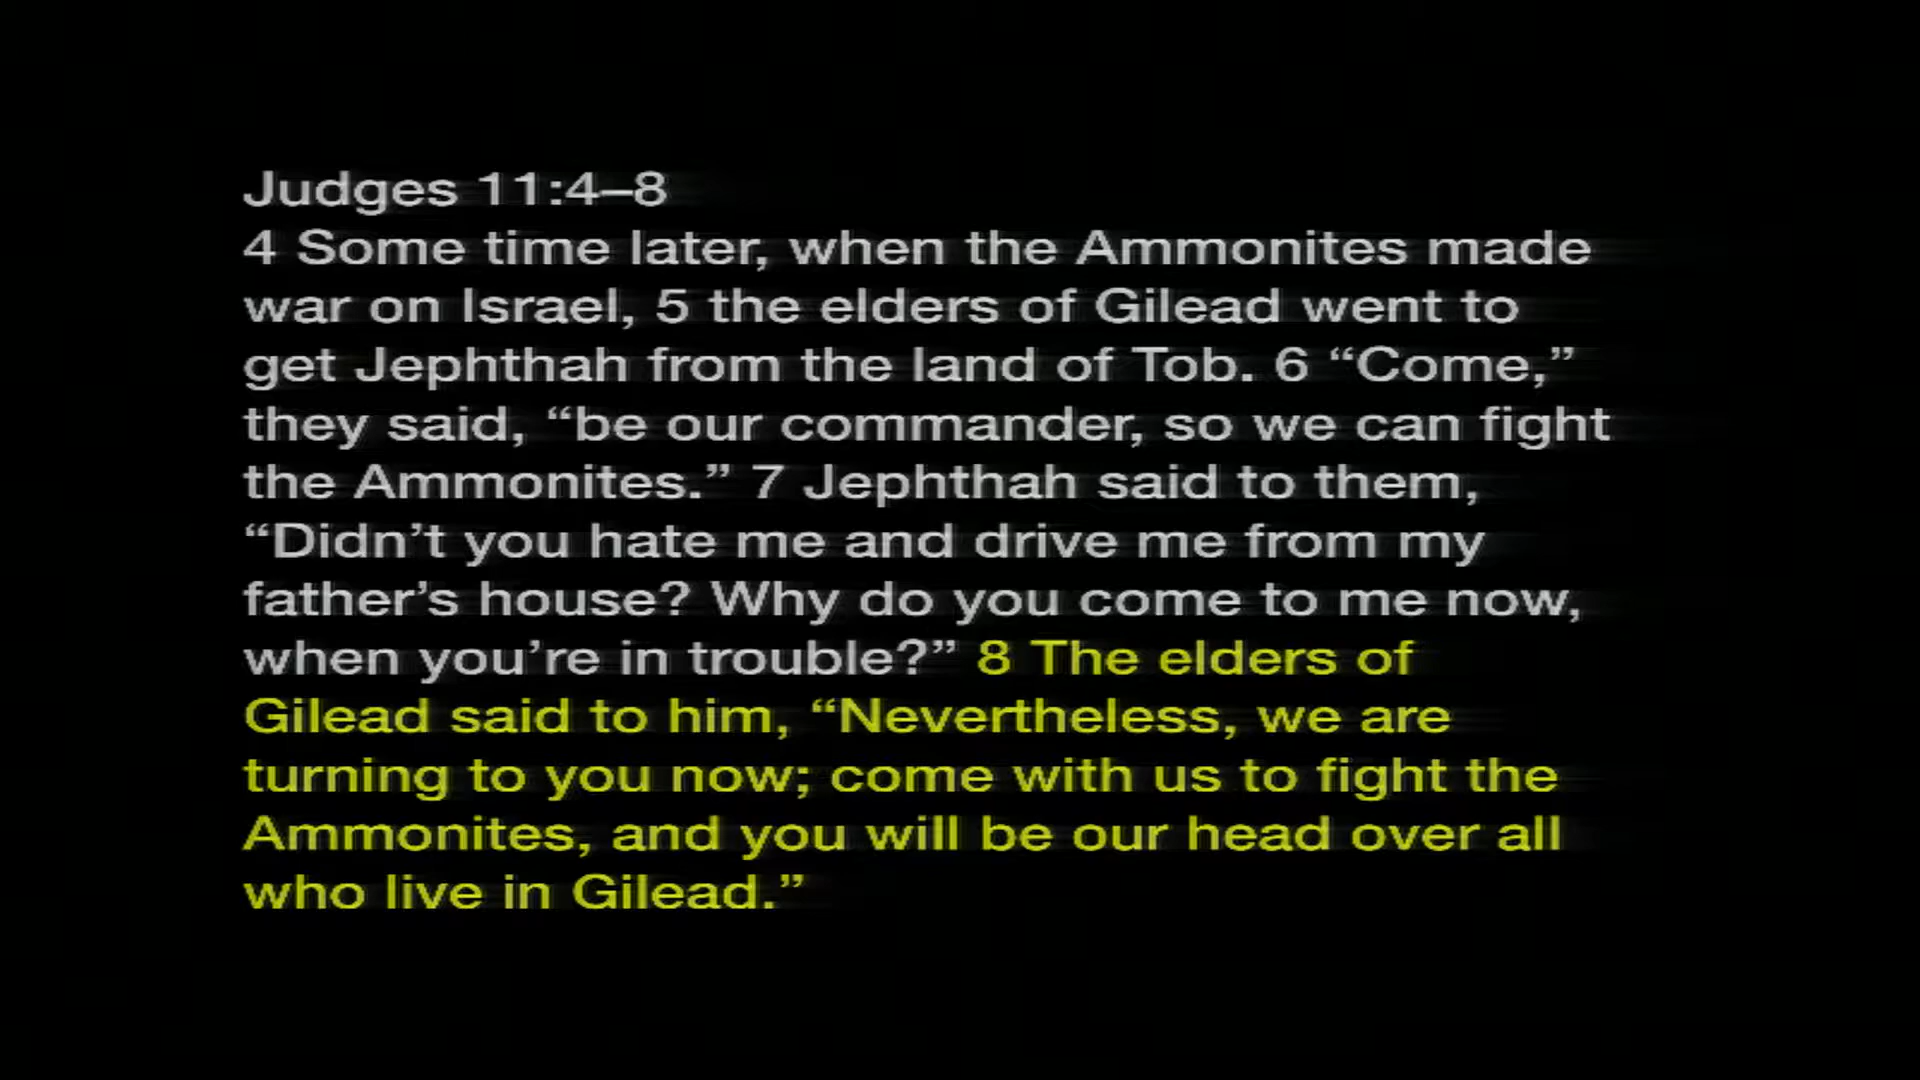 Judges 11:4–8
4 Some time later, when the Ammonites made
war on Israel, 5 the elders of Gilead went to
get Jephthah from the land of Tob. 6 “Come,”
they said, “be our commander, so we can fight
the Ammonites.” 7 Jephthah said to them,
“Didn’t you hate me and drive me from my
father’s house? Why do you come to me now,
when you’re in trouble?” 8 The elders of
Gilead said to him, “Nevertheless, we are
turning to you now; come with us to fight the
Ammonites, and you will be our head over all
who live in Gilead.”